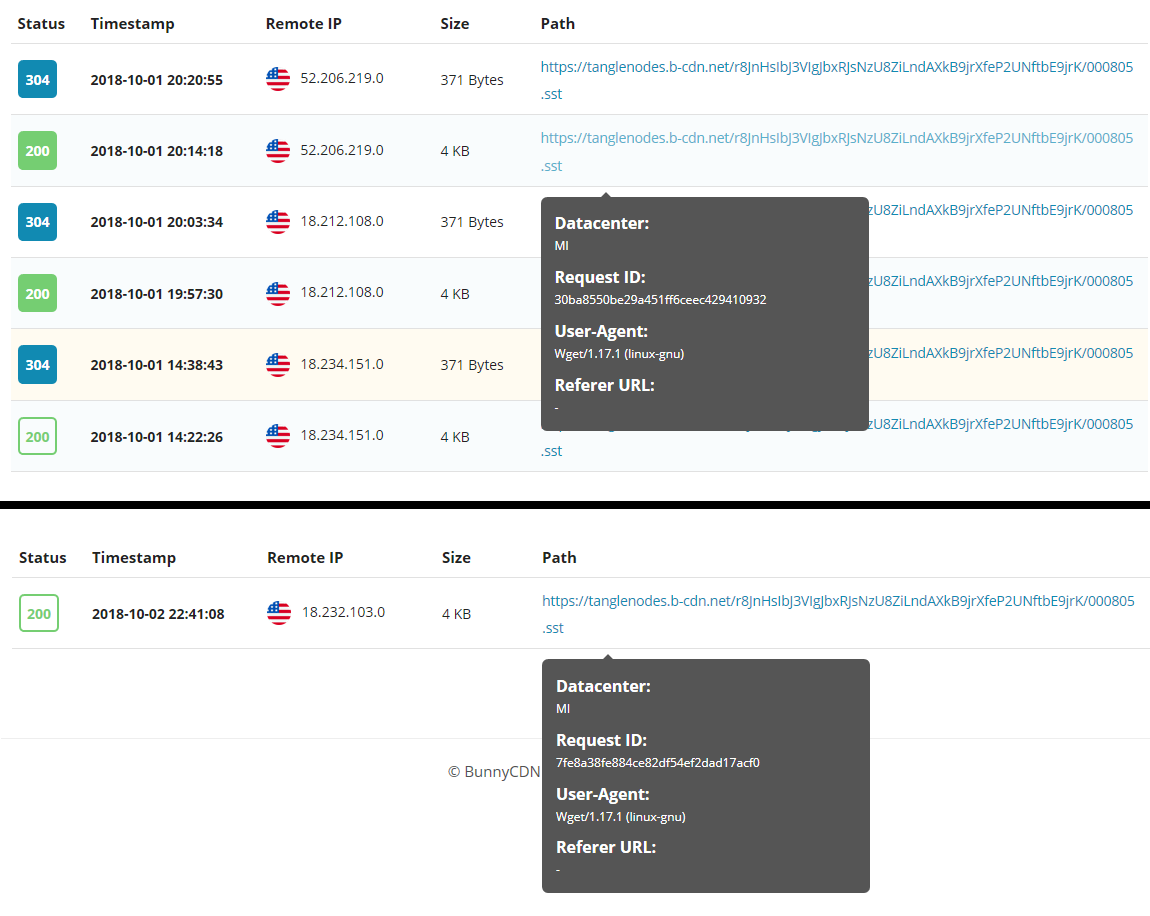 Status Timestamp Remote IP Size Path
304 2018-10-01 20:20:55 52.206.219.0 371 Bytes https://tanglenodes.b-cdn.net/r8JnHsIbJ3VIgJbxRJsNzU8ZiLndAXkB9jrXfeP2UNftbE9jrK/000805
.sst
200 2018-10-01 20:14:18 52.206.219.0 4 KB https://tanglenodes.b-cdn.net/r8JnHsIbJ3VIgJbxRJsNzU8ZiLndAXkB9jrXfeP2UNftbE9jrK/000805
.sst
304 2018-10-01 20:03:34 18.212.108.0 371 Bytes zU8ZiLndAXkB9jrXfeP2UNftbE9jrK/000805
200 2018-10-01 19:57:30 18.212.108.0 4 KB zU8ZiLndAXkB9jrXfeP2UNftbE9jrK/000805
304 2018-10-01 14:38:43 18.234.151.0 371 Bytes zU8ZiLndAXkB9jrXfeP2UNftbE9jrK/000805
200 2018-10-01 14:22:26 18.234.151.0 4 KB zU8ZiLndAXkB9jrXfeP2UNftbE9jrK/000805
.sst
Datacenter:
MI
Request ID:
30ba8550be29a451ff6ceec429410932
User-Agent:
Wget/1.17.1 (linux-gnu)
Referer URL:
-
Status Timestamp Remote IP Size Path
200 2018-10-02 22:41:08 18.232.103.0 4 KB https://tanglenodes.b-cdn.net/r8JnHsIbJ3VIgJbxRJsNzU8ZiLndAXkB9jrXfeP2UNftbE9jrK/000805
.sst
Datacenter:
MI
Request ID:
7fe8a38fe884ce82df54ef2dad17acf0
User-Agent:
Wget/1.17.1 (linux-gnu)
Referer URL:
-
© BunnyCDN